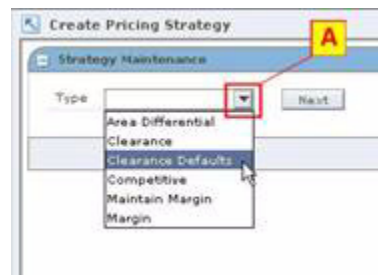 Create Pricing Strategy
A
Strategy Maintenance
Type
Next
Area Differential
Clearance
Clearance Defaults
Competitive
Maintain Margin
Margin